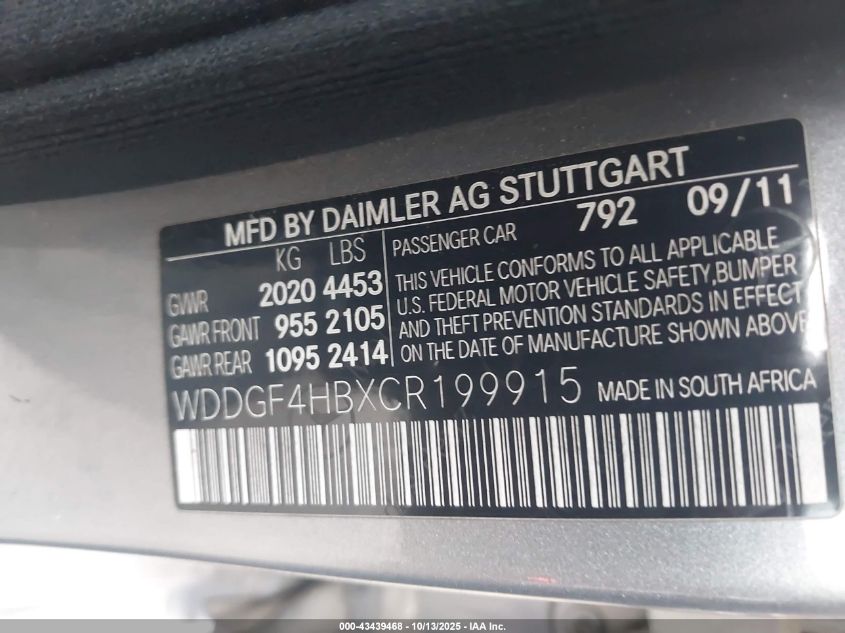 MFD BY DAIMLER AG STUTTGART 792 09/11
KG LBS
GVWR 2020 4453
GAWR FRONT 955 2105
GAWR REAR 1095 2414
PASSENGER CAR
THIS VEHICLE CONFORMS TO ALL APPLICABLE
U.S. FEDERAL MOTOR VEHICLE SAFETY,BUMPER
AND THEFT PREVENTION STANDARDS IN EFFECT
ON THE DATE OF MANUFACTURE SHOWN ABOVE
WDDGF4HBXCR199915 MADE IN SOUTH AFRICA
000-43439468 - 10/13/2025 - IAA Inc.